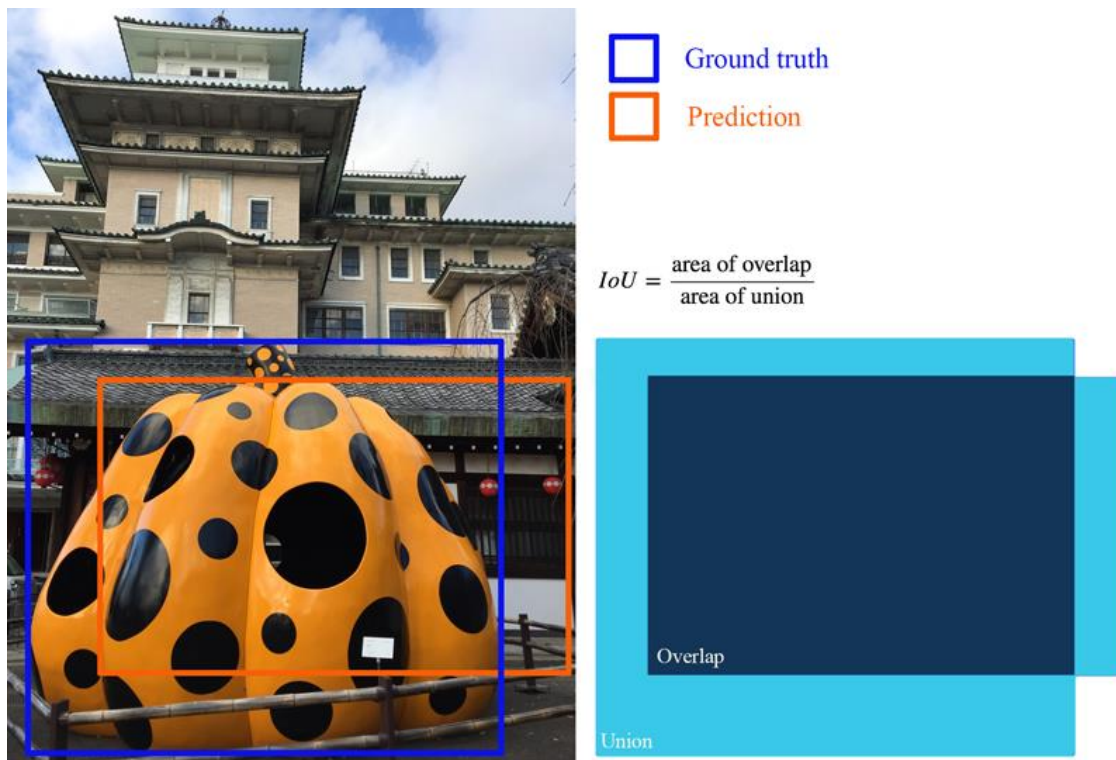 Ground truth
Prediction
IoU = area of overlap / area of union
Overlap
Union